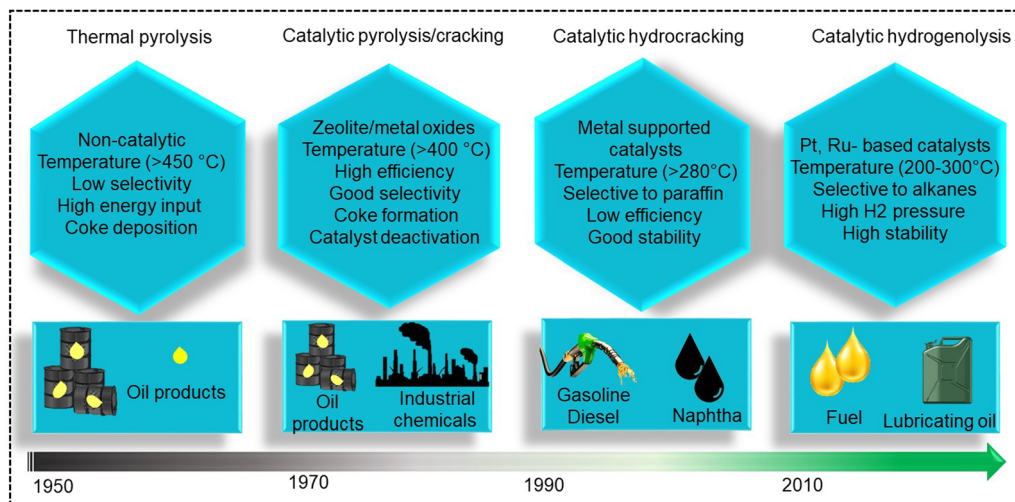 Thermal pyrolysis
Non-catalytic
Temperature (>450 °C)
Low selectivity
High energy input
Coke deposition
Oil products
1950
Catalytic pyrolysis/cracking
Zeolite/metal oxides
Temperature (>400 °C)
High efficiency
Good selectivity
Coke formation
Catalyst deactivation
Oil
products
Industrial
chemicals
1970
Catalytic hydrocracking
Metal supported
catalysts
Temperature (>280°C)
Selective to paraffin
Low efficiency
Good stability
Gasoline
Diesel
Naphtha
1990
Catalytic hydrogenolysis
Pt, Ru- based catalysts
Temperature (200-300°C)
Selective to alkanes
High H2 pressure
High stability
Fuel
Lubricating oil
2010